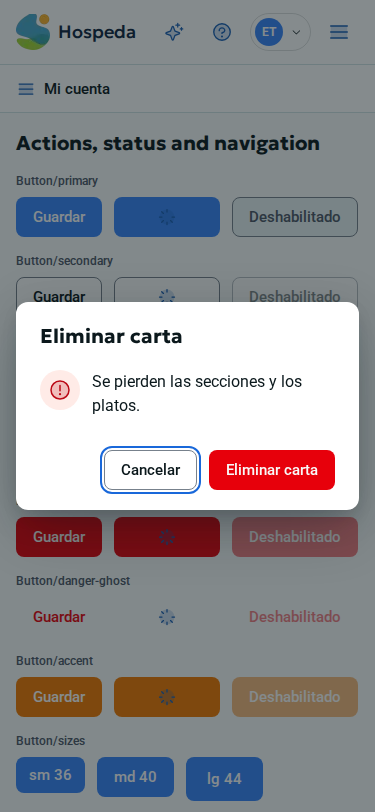 Hospeda
ET
Mi cuenta
Actions, status and navigation
Button/primary
Guardar
Deshabilitado
Button/secondary
Guardar
Deshabilitado
Eliminar carta
Se pierden las secciones y los
platos.
Cancelar
Eliminar carta
Guardar
Deshabilitado
Button/danger-ghost
Guardar
Deshabilitado
Button/accent
Guardar
Deshabilitado
Button/sizes
sm 36
md 40
lg 44